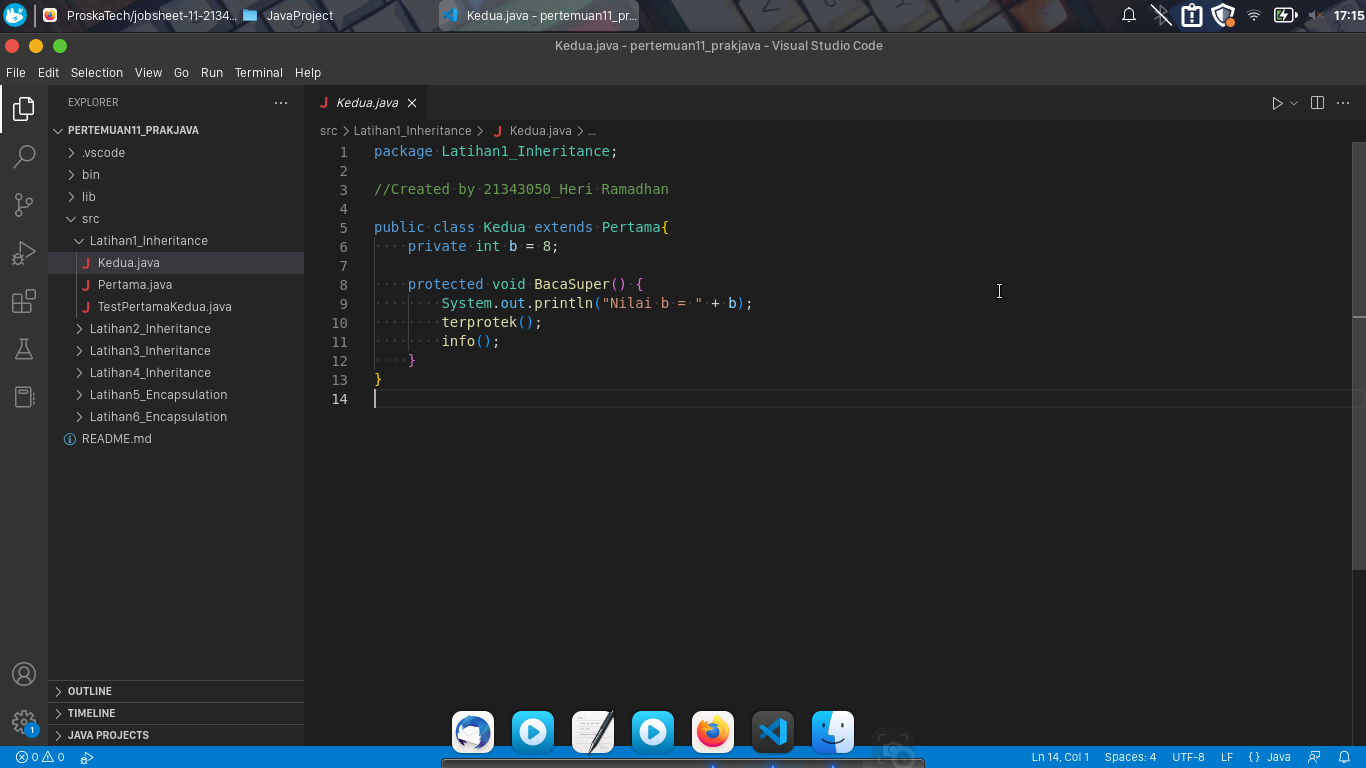 ProskaTech/jobsheet-11-2134...
JavaProject
Kedua.java - pertemuan11_pr...
17:15
Kedua.java - pertemuan11_prakjava - Visual Studio Code
File Edit Selection View Go Run Terminal Help
EXPLORER
PERTEMUAN11_PRAKJAVA
.vscode
bin
lib
src
Latihan1_Inheritance
Kedua.java
Pertama.java
TestPertamaKedua.java
Latihan2_Inheritance
Latihan3_Inheritance
Latihan4_Inheritance
Latihan5_Encapsulation
Latihan6_Encapsulation
README.md
OUTLINE
TIMELINE
JAVA PROJECTS
1
Kedua.java
src > Latihan1_Inheritance > Kedua.java > ...
1 package Latihan1_Inheritance;
2
3 //Created by 21343050_Heri Ramadhan
4
5 public class Kedua extends Pertama{
6     private int b = 8;
7
8     protected void BacaSuper() {
9         System.out.println("Nilai b = " + b);
10         terprotek();
11         info();
12     }
13 }
14
0 0
Ln 14, Col 1 Spaces: 4 UTF-8 LF {} Java